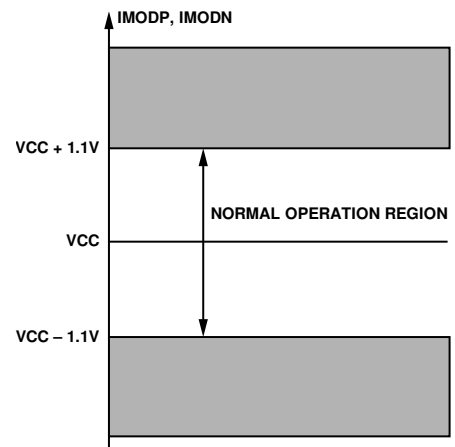 IMODP, IMODN
VCC + 1.1V
NORMAL OPERATION REGION
VCC
VCC – 1.1V